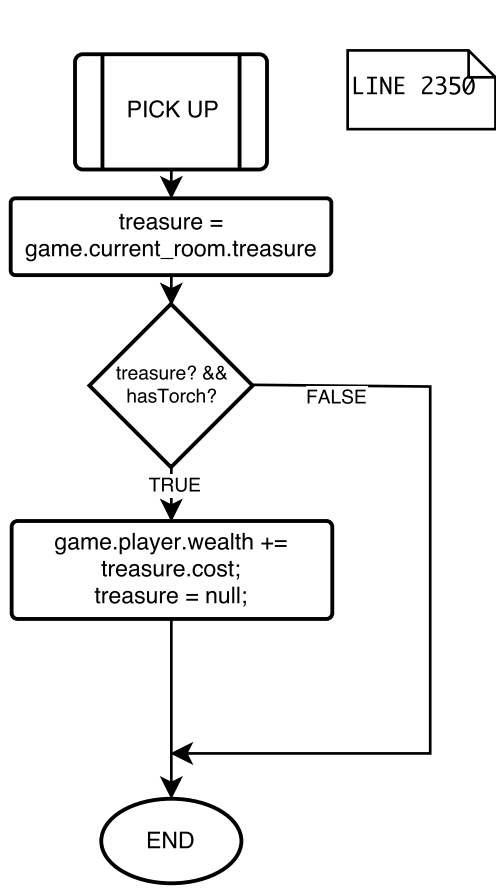 PICK UP
LINE 2350
treasure =
game.current_room.treasure
treasure? &&
hasTorch?
FALSE
TRUE
game.player.wealth +=
treasure.cost;
treasure = null;
END